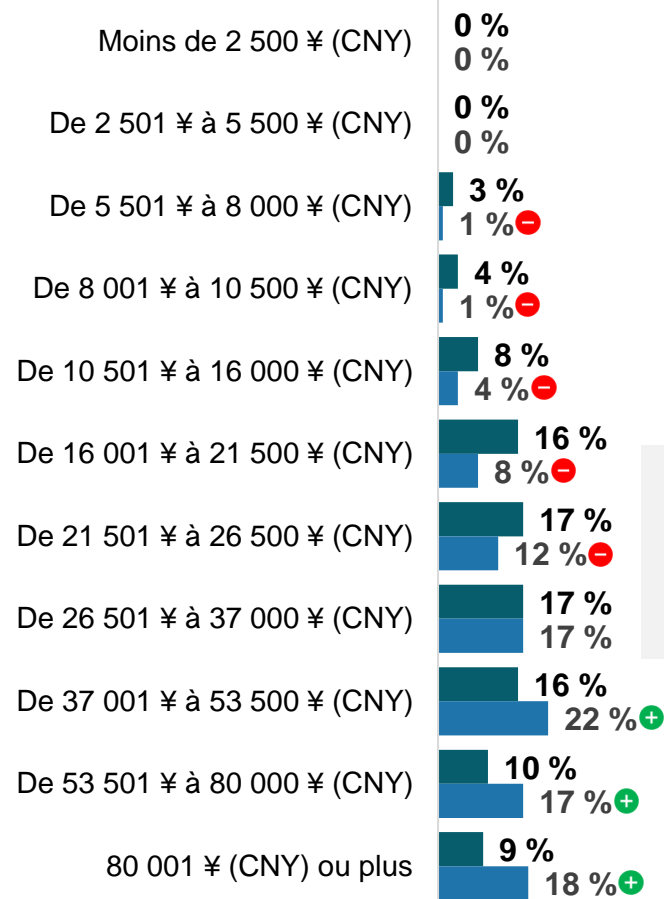 Moins de 2 500 ¥ (CNY)
0 %
0 %
De 2 501 ¥ à 5 500 ¥ (CNY)
0 %
0 %
De 5 501 ¥ à 8 000 ¥ (CNY)
3 %
1 %
De 8 001 ¥ à 10 500 ¥ (CNY)
4 %
1 %
De 10 501 ¥ à 16 000 ¥ (CNY)
8 %
4 %
De 16 001 ¥ à 21 500 ¥ (CNY)
16 %
8 %
De 21 501 ¥ à 26 500 ¥ (CNY)
17 %
12 %
De 26 501 ¥ à 37 000 ¥ (CNY)
17 %
17 %
De 37 001 ¥ à 53 500 ¥ (CNY)
16 %
22 %
De 53 501 ¥ à 80 000 ¥ (CNY)
10 %
17 %
80 001 ¥ (CNY) ou plus
9 %
18 %